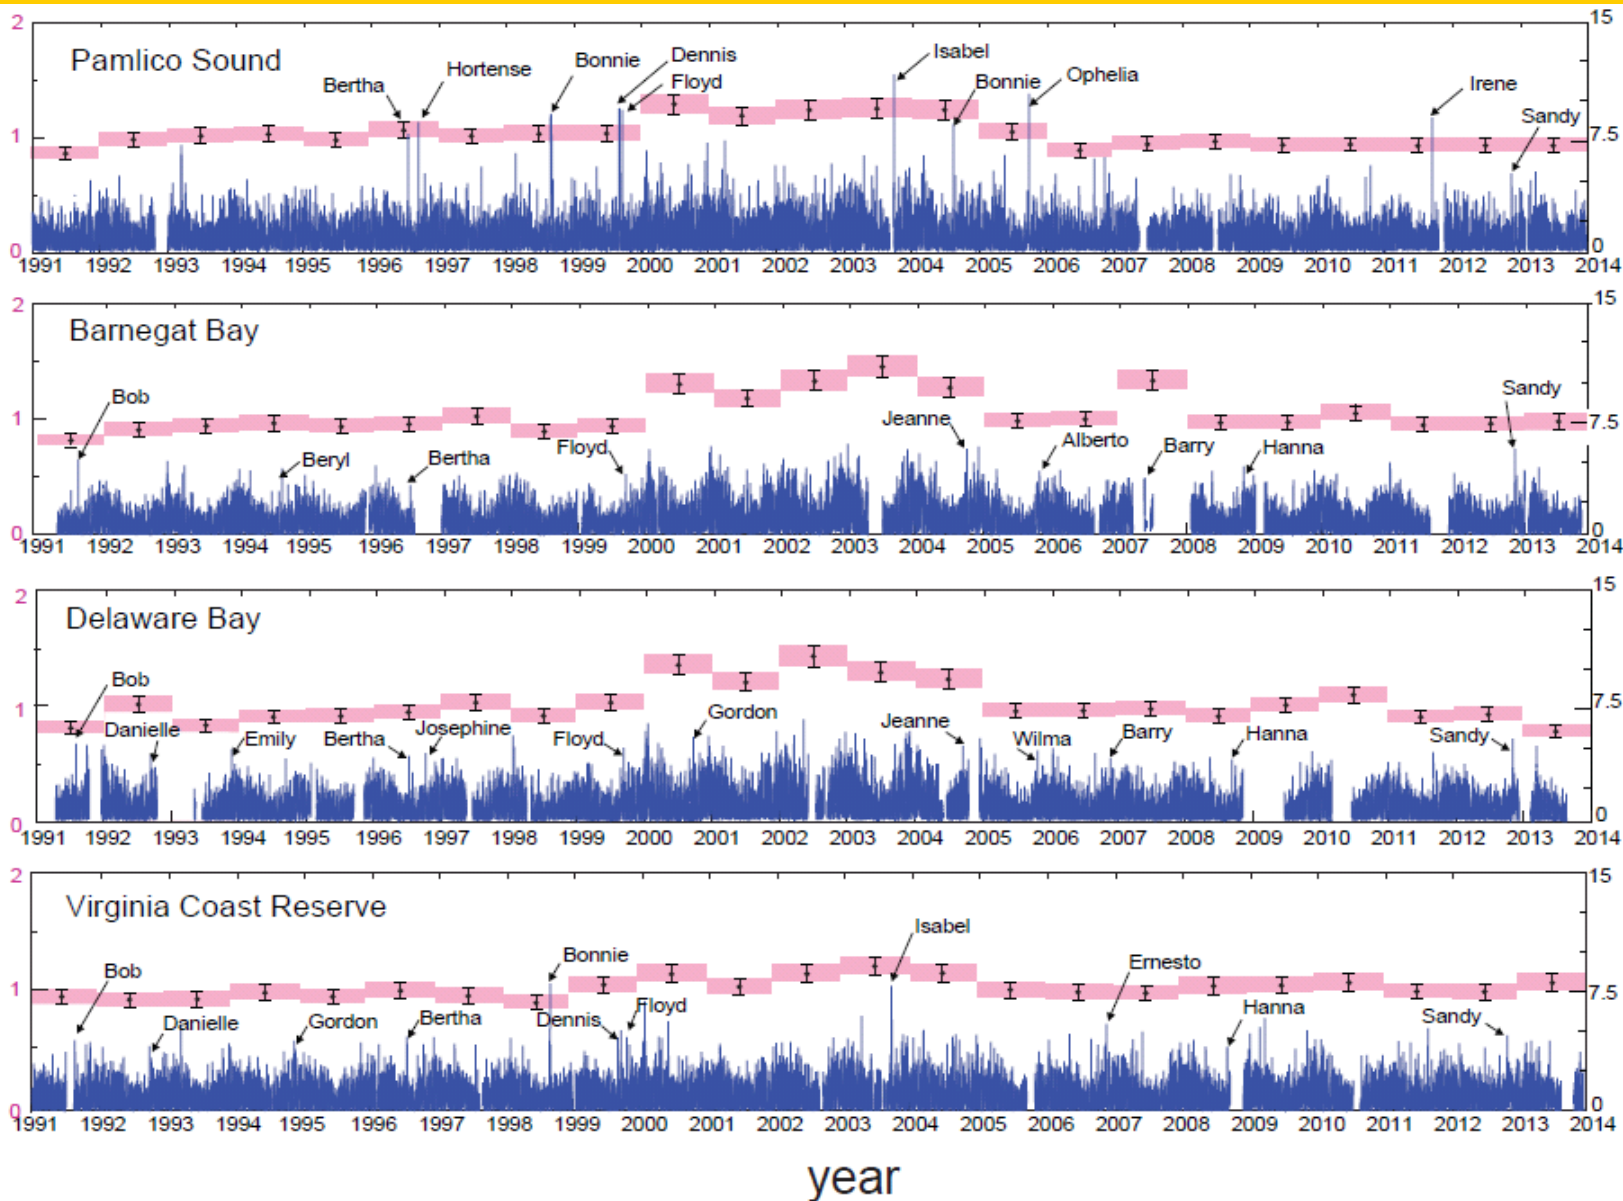 2 15
Pamlico Sound
Bertha Hortense Bonnie Dennis Floyd Isabel Bonnie Ophelia Irene Sandy
1 7.5
0 0
1991 1992 1993 1994 1995 1996 1997 1998 1999 2000 2001 2002 2003 2004 2005 2006 2007 2008 2009 2010 2011 2012 2013 2014
2 15
Barnegat Bay
Bob Beryl Bertha Floyd Jeanne Alberto Barry Hanna Sandy
1 7.5
0 0
1991 1992 1993 1994 1995 1996 1997 1998 1999 2000 2001 2002 2003 2004 2005 2006 2007 2008 2009 2010 2011 2012 2013 2014
2 15
Delaware Bay
Bob Danielle Emily Bertha Josephine Floyd Gordon Jeanne Wilma Barry Hanna Sandy
1 7.5
0 0
1991 1992 1993 1994 1995 1996 1997 1998 1999 2000 2001 2002 2003 2004 2005 2006 2007 2008 2009 2010 2011 2012 2013 2014
2 15
Virginia Coast Reserve
Bob Danielle Gordon Bertha Bonnie Dennis Floyd Isabel Ernesto Hanna Sandy
1 7.5
0 0
1991 1992 1993 1994 1995 1996 1997 1998 1999 2000 2001 2002 2003 2004 2005 2006 2007 2008 2009 2010 2011 2012 2013 2014
year